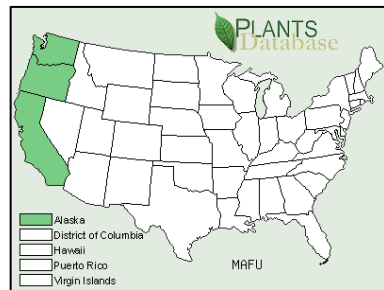 PLANTS
Database
Alaska
District of Columbia
Hawaii
Puerto Rico
Virgin Islands
MAFU